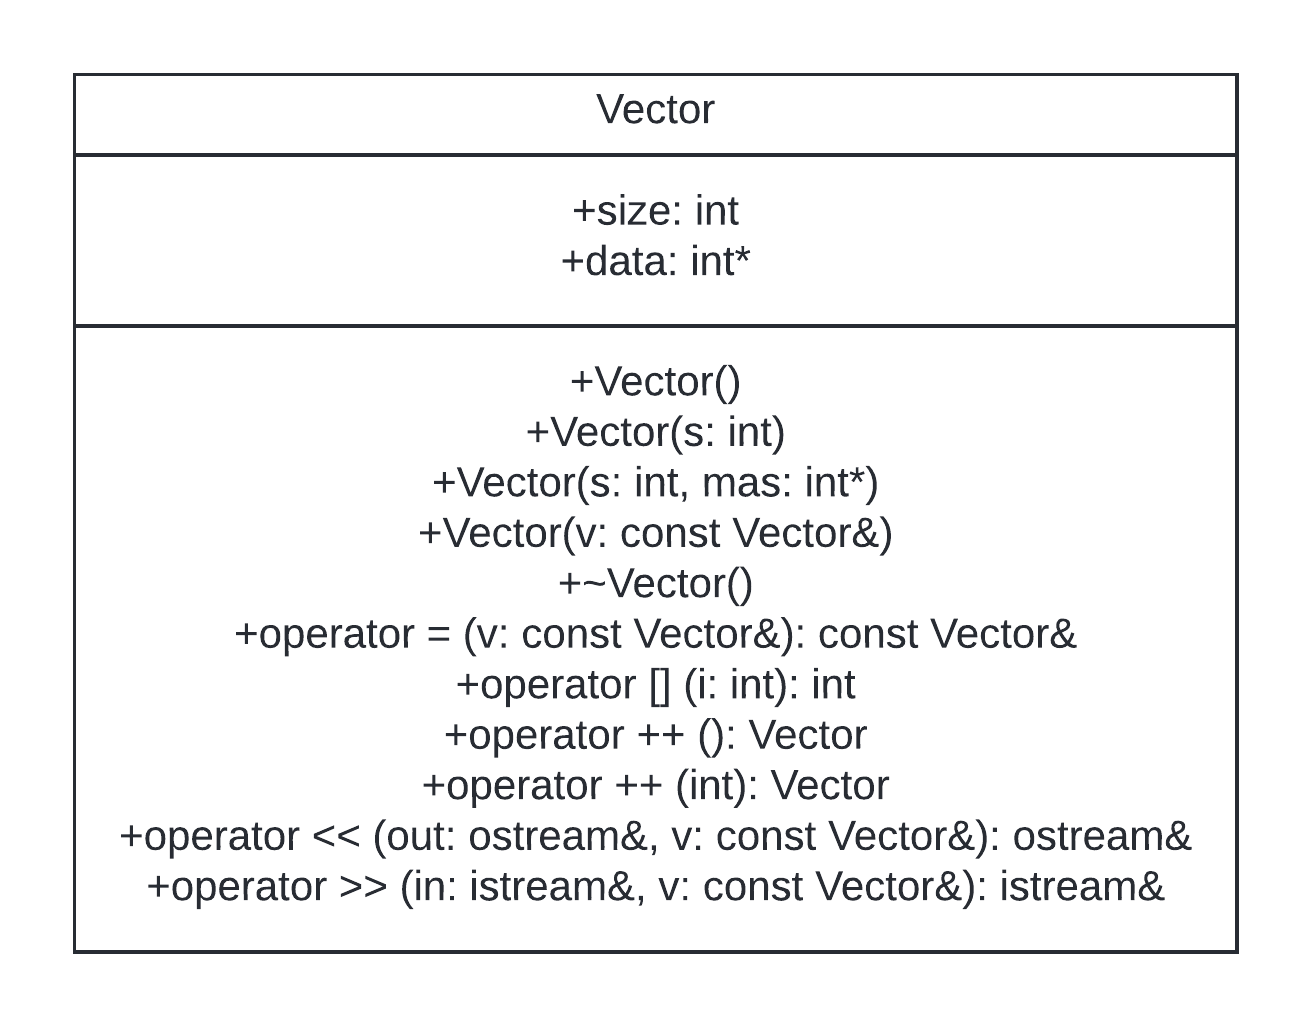 Vector
+size: int
+data: int*
+Vector()
+Vector(s: int)
+Vector(s: int, mas: int*)
+Vector(v: const Vector&)
+~Vector()
+operator = (v: const Vector&): const Vector&
+operator [] (i: int): int
+operator ++ (): Vector
+operator ++ (int): Vector
+operator << (out: ostream&, v: const Vector&): ostream&
+operator >> (in: istream&, v: const Vector&): istream&